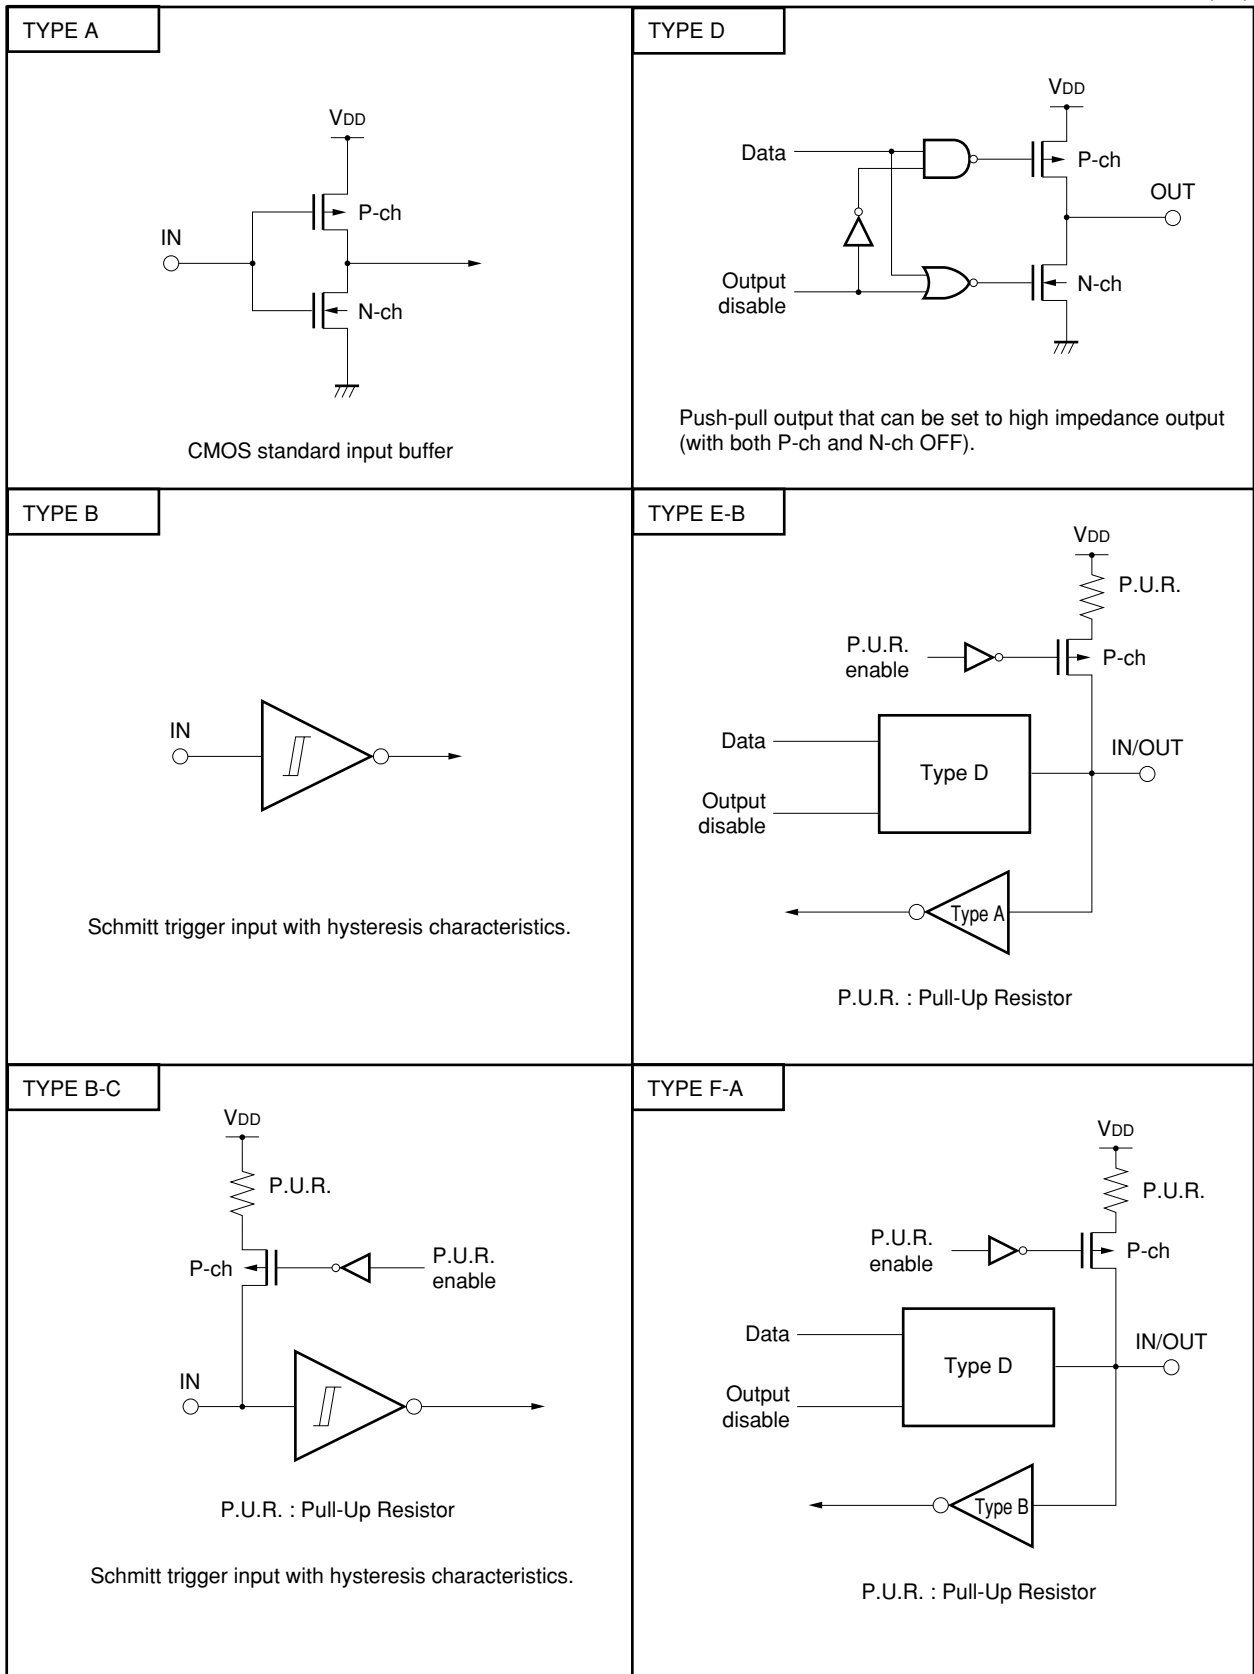 TYPE A
VDD
P-ch
IN
N-ch
CMOS standard input buffer
TYPE D
VDD
Data
P-ch
OUT
Output
disable
N-ch
Push-pull output that can be set to high impedance output
(with both P-ch and N-ch OFF).
TYPE B
IN
Schmitt trigger input with hysteresis characteristics.
TYPE E-B
VDD
P.U.R.
P.U.R.
enable
P-ch
Data
Type D
IN/OUT
Output
disable
Type A
P.U.R. : Pull-Up Resistor
TYPE B-C
VDD
P.U.R.
P-ch
P.U.R.
enable
IN
P.U.R. : Pull-Up Resistor
Schmitt trigger input with hysteresis characteristics.
TYPE F-A
VDD
P.U.R.
P.U.R.
enable
P-ch
Data
Type D
IN/OUT
Output
disable
Type B
P.U.R. : Pull-Up Resistor